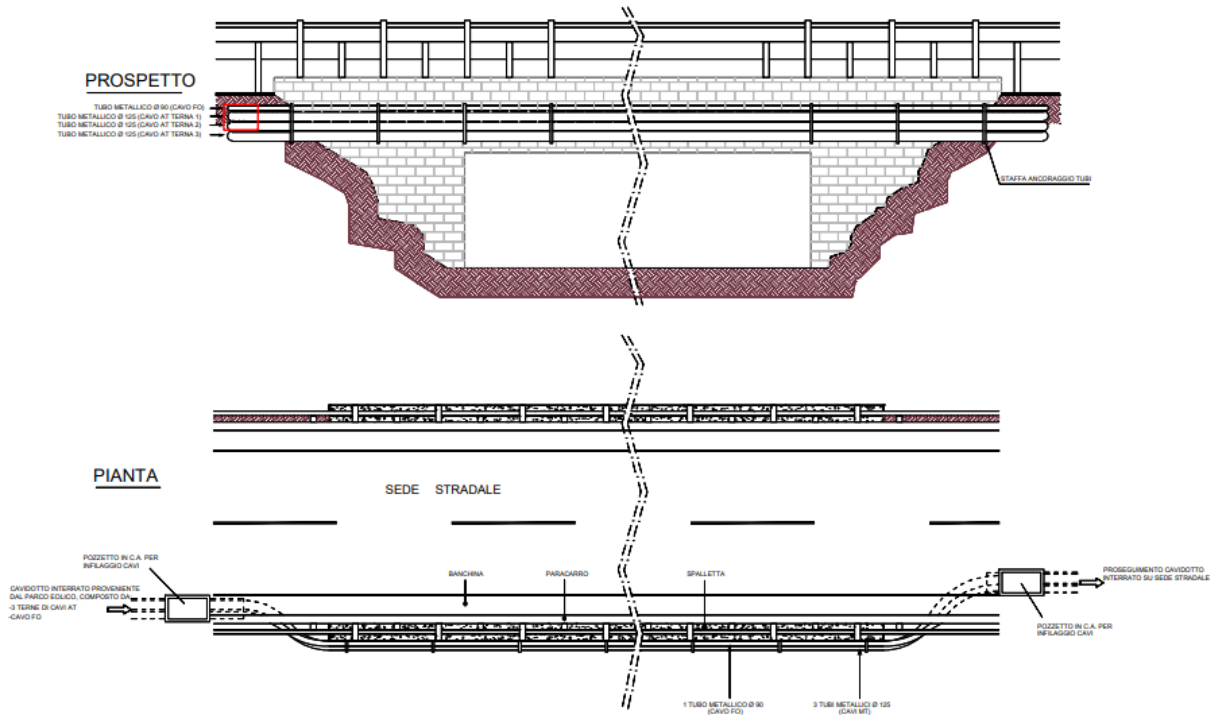 PROSPETTO
TUBO METALLICO Ø 90 (CAVO FO)
TUBO METALLICO Ø 125 (CAVO AT TERNA 1)
TUBO METALLICO Ø 125 (CAVO AT TERNA 2)
TUBO METALLICO Ø 125 (CAVO AT TERNA 3)
STAFFA ANCORAGGIO TUBI
PIANTA
SEDE STRADALE
POZZETTO IN C.A. PER
INFILAGGIO CAVI
CAVIDOTTO INTERRATO PROVENIENTE
DAL PARCO EOLICO, COMPOSTO DA:
-3 TERNE DI CAVI AT
-CAVO FO
BANCHINA
PARACARRO
SPALLETTA
PROSEGUIMENTO CAVIDOTTO
INTERRATO SU SEDE STRADALE
POZZETTO IN C.A. PER
INFILAGGIO CAVI
1 TUBO METALLICO Ø 90
(CAVO FO)
3 TUBI METALLICI Ø 125
(CAVI MT)